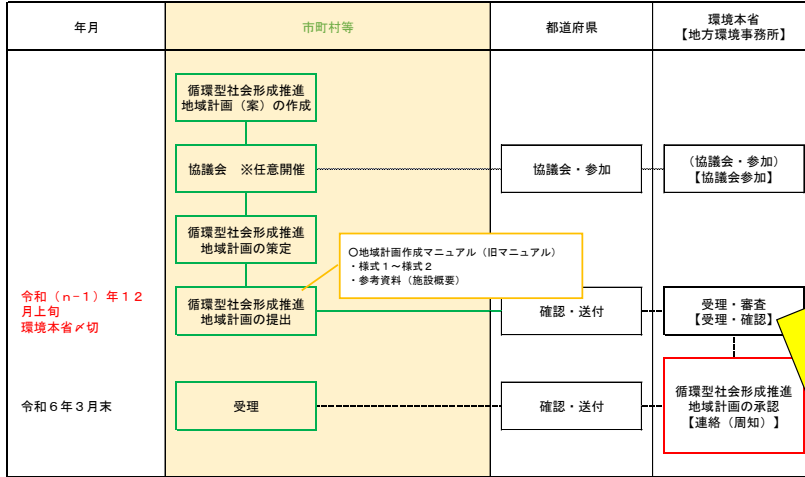 年月
市町村等
都道府県
環境本省
【地方環境事務所】
循環型社会形成推進
地域計画（案）の作成
協議会　※任意開催
協議会・参加
（協議会・参加）
【協議会参加】
循環型社会形成推進
地域計画の策定
〇地域計画作成マニュアル（旧マニュアル）
・様式１～様式２
・参考資料（施設概要）
令和（ｎ－１）年１２
月上旬
環境本省〆切
循環型社会形成推進
地域計画の提出
確認・送付
受理・審査
【受理・確認】
令和６年３月末
受理
確認・送付
循環型社会形成推進
地域計画の承認
【連絡（周知）】